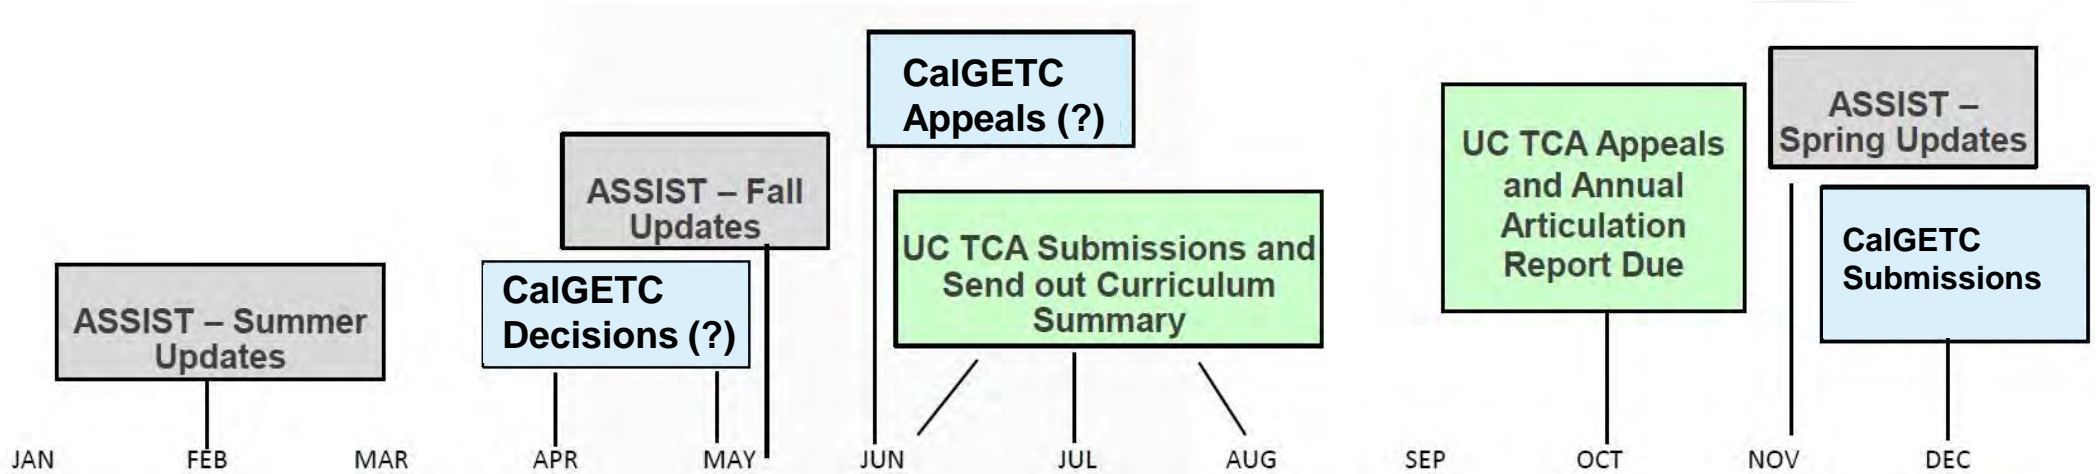 CalGETC
Appeals (?)
ASSIST –
Spring Updates
UC TCA Appeals
and Annual
Articulation
Report Due
ASSIST – Fall
Updates
UC TCA Submissions and
Send out Curriculum
Summary
CalGETC
Submissions
ASSIST – Summer
Updates
CalGETC
Decisions (?)
JAN FEB MAR APR MAY JUN JUL AUG SEP OCT NOV DEC